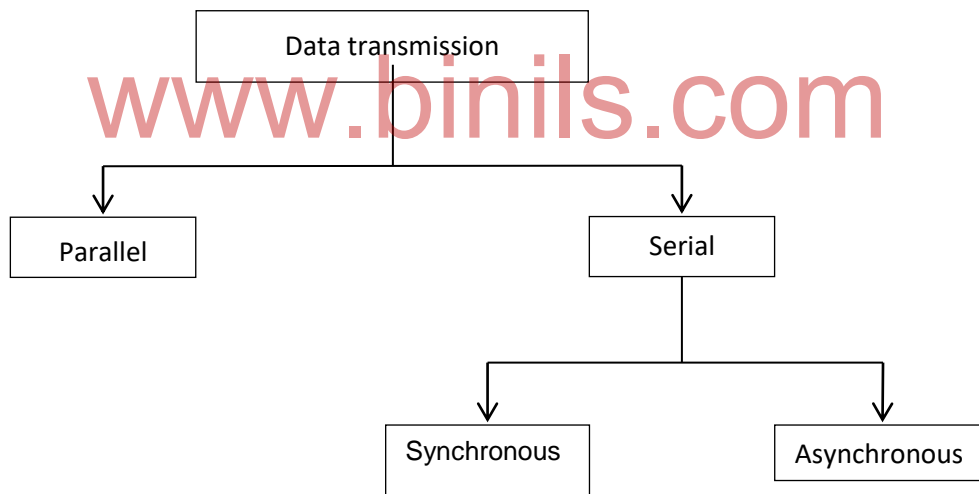 Data transmission
www.binils.com
Parallel
Serial
Synchronous
Asynchronous